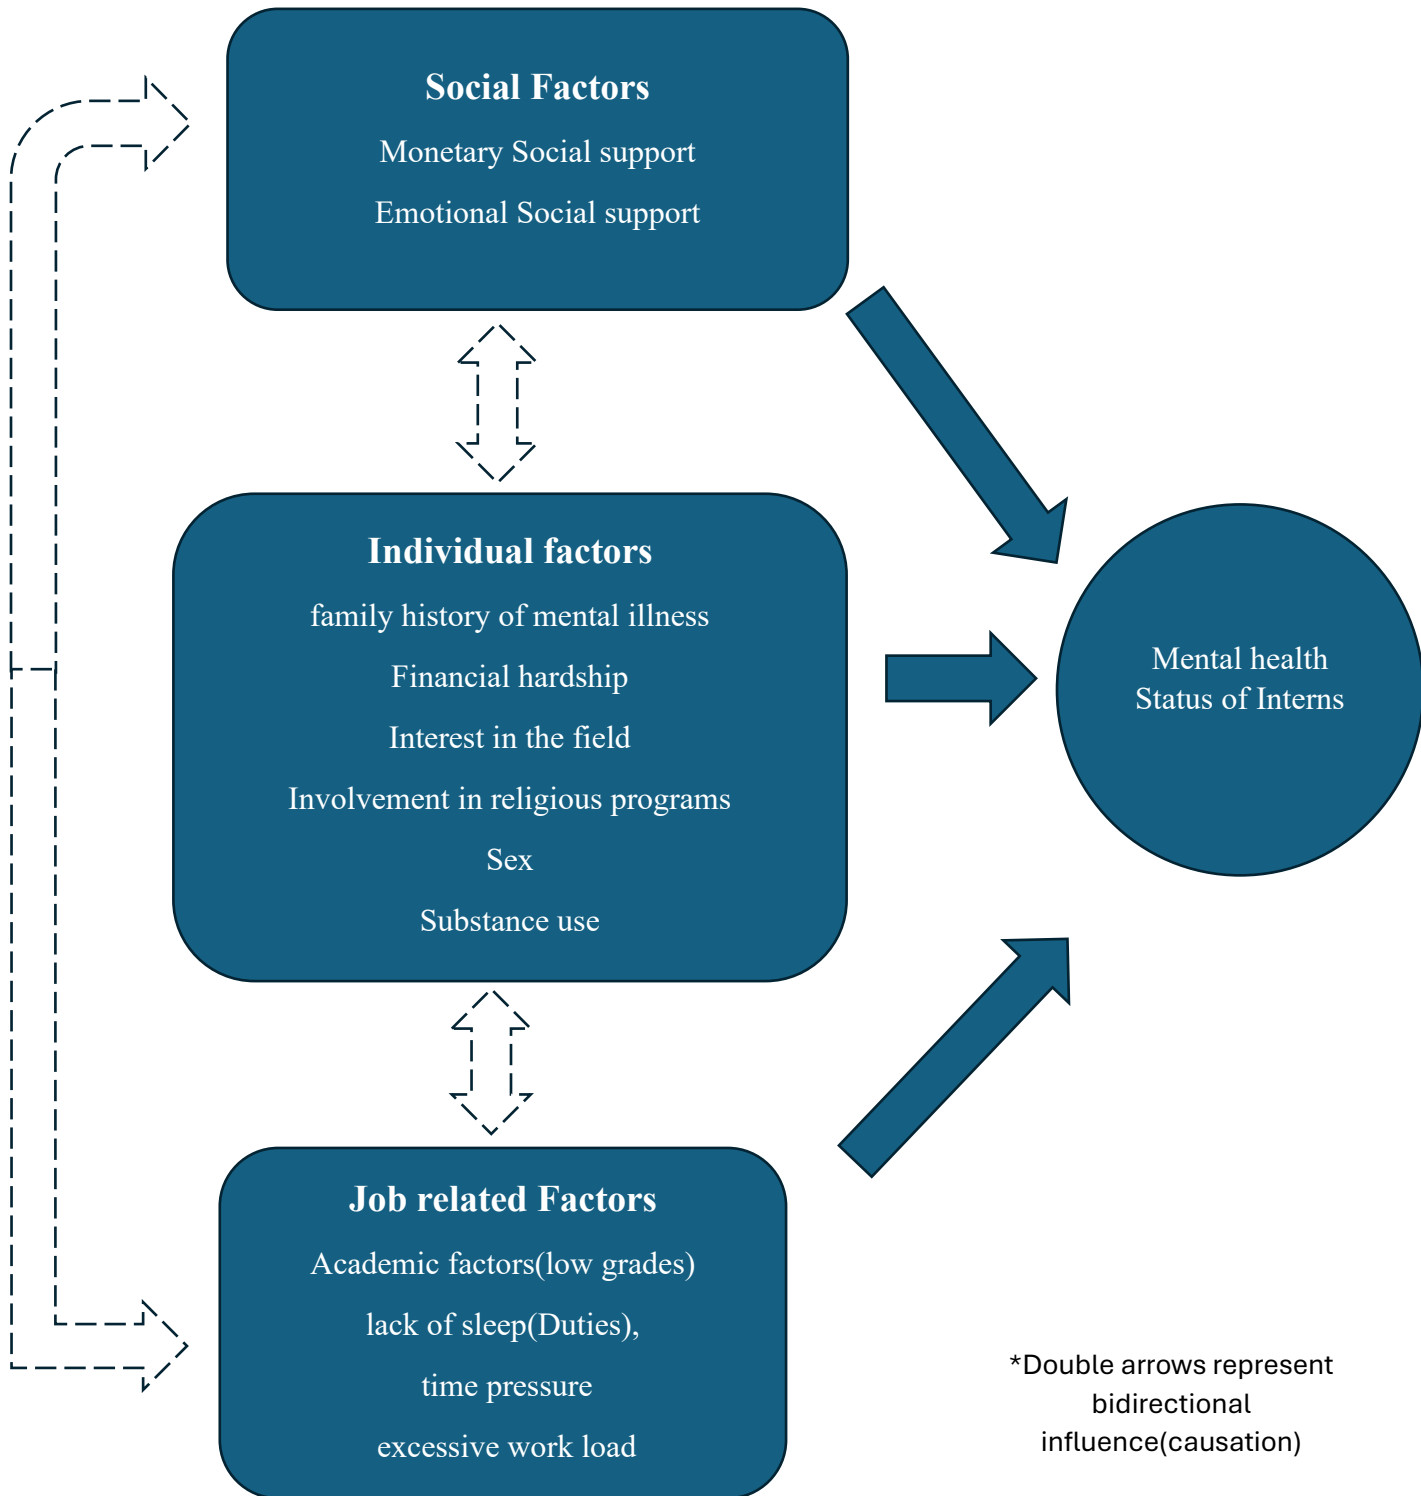 Social Factors
Monetary Social support
Emotional Social support
Individual factors
family history of mental illness
Financial hardship
Interest in the field
Involvement in religious programs
Sex
Substance use
Mental health
Status of Interns
Job related Factors
Academic factors(low grades)
lack of sleep(Duties),
time pressure
excessive work load
*Double arrows represent
bidirectional
influence(causation)